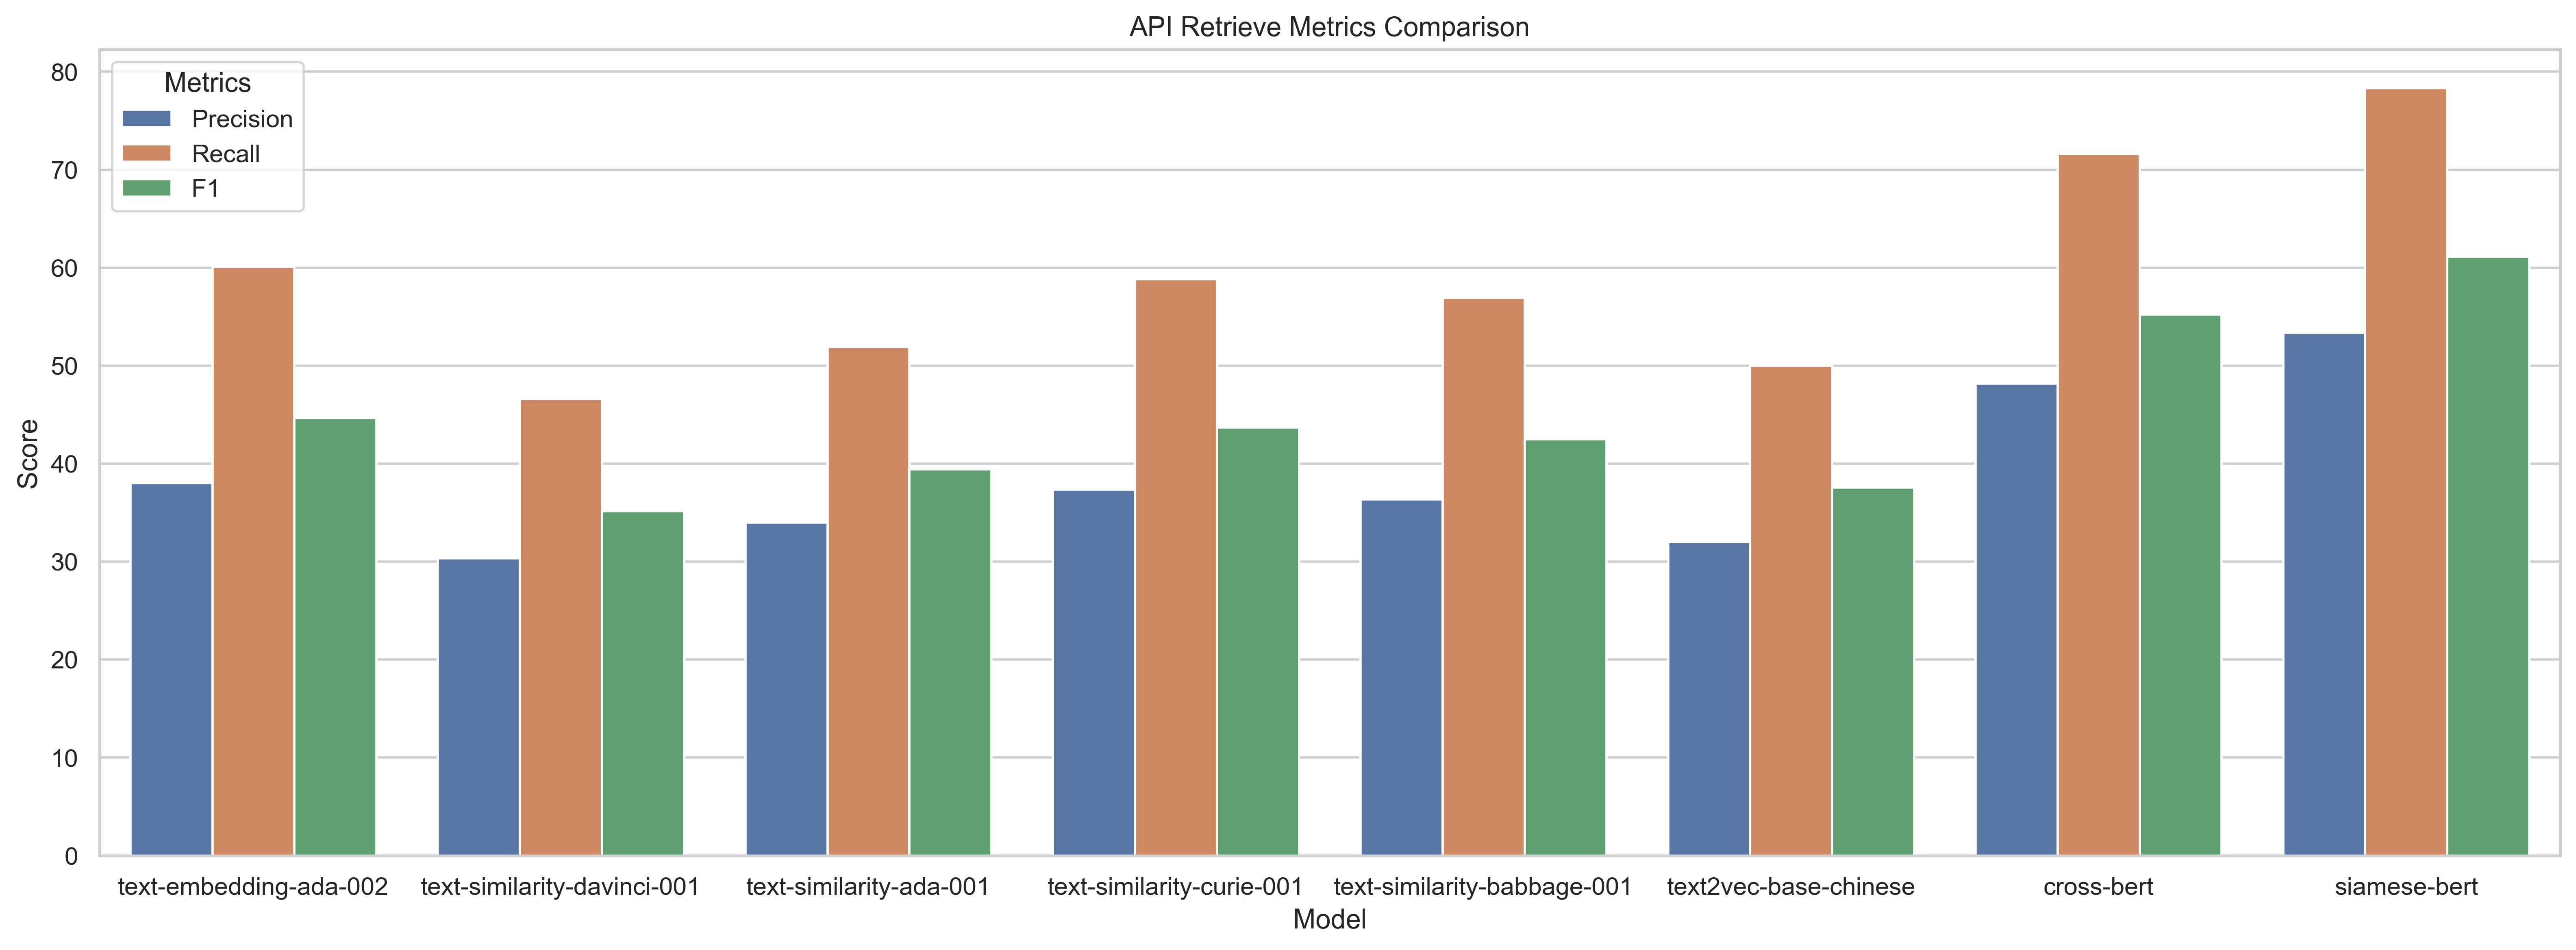 API Retrieve Metrics Comparison
Metrics
Precision
Recall
F1
Score
80
70
60
50
40
30
20
10
0
text-embedding-ada-002
text-similarity-davinci-001
text-similarity-ada-001
text-similarity-curie-001
text-similarity-babbage-001
text2vec-base-chinese
cross-bert
siamese-bert
Model